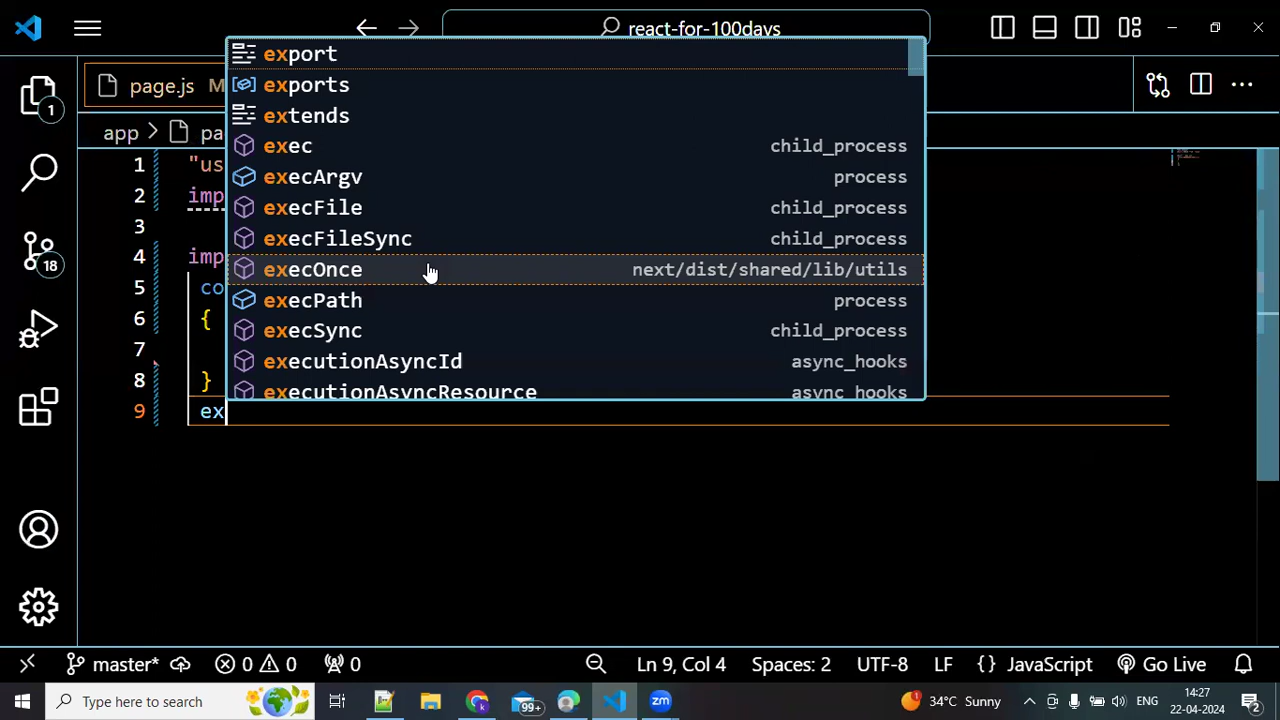 react-for-100days
page.js M
app > pa
1 "us
2 imp
3
4 imp
5 co
6 {
7
8 }
9 ex
export
exports
extends
exec child_process
execArgv process
execFile child_process
execFileSync child_process
execOnce next/dist/shared/lib/utils
execPath process
execSync child_process
executionAsyncId async_hooks
executionAsyncResource async_hooks
1
18
master* 0 0 0 Ln 9, Col 4 Spaces: 2 UTF-8 LF {} JavaScript Go Live
Type here to search 99+ zm 34°C Sunny ENG 14:27
22-04-2024 2